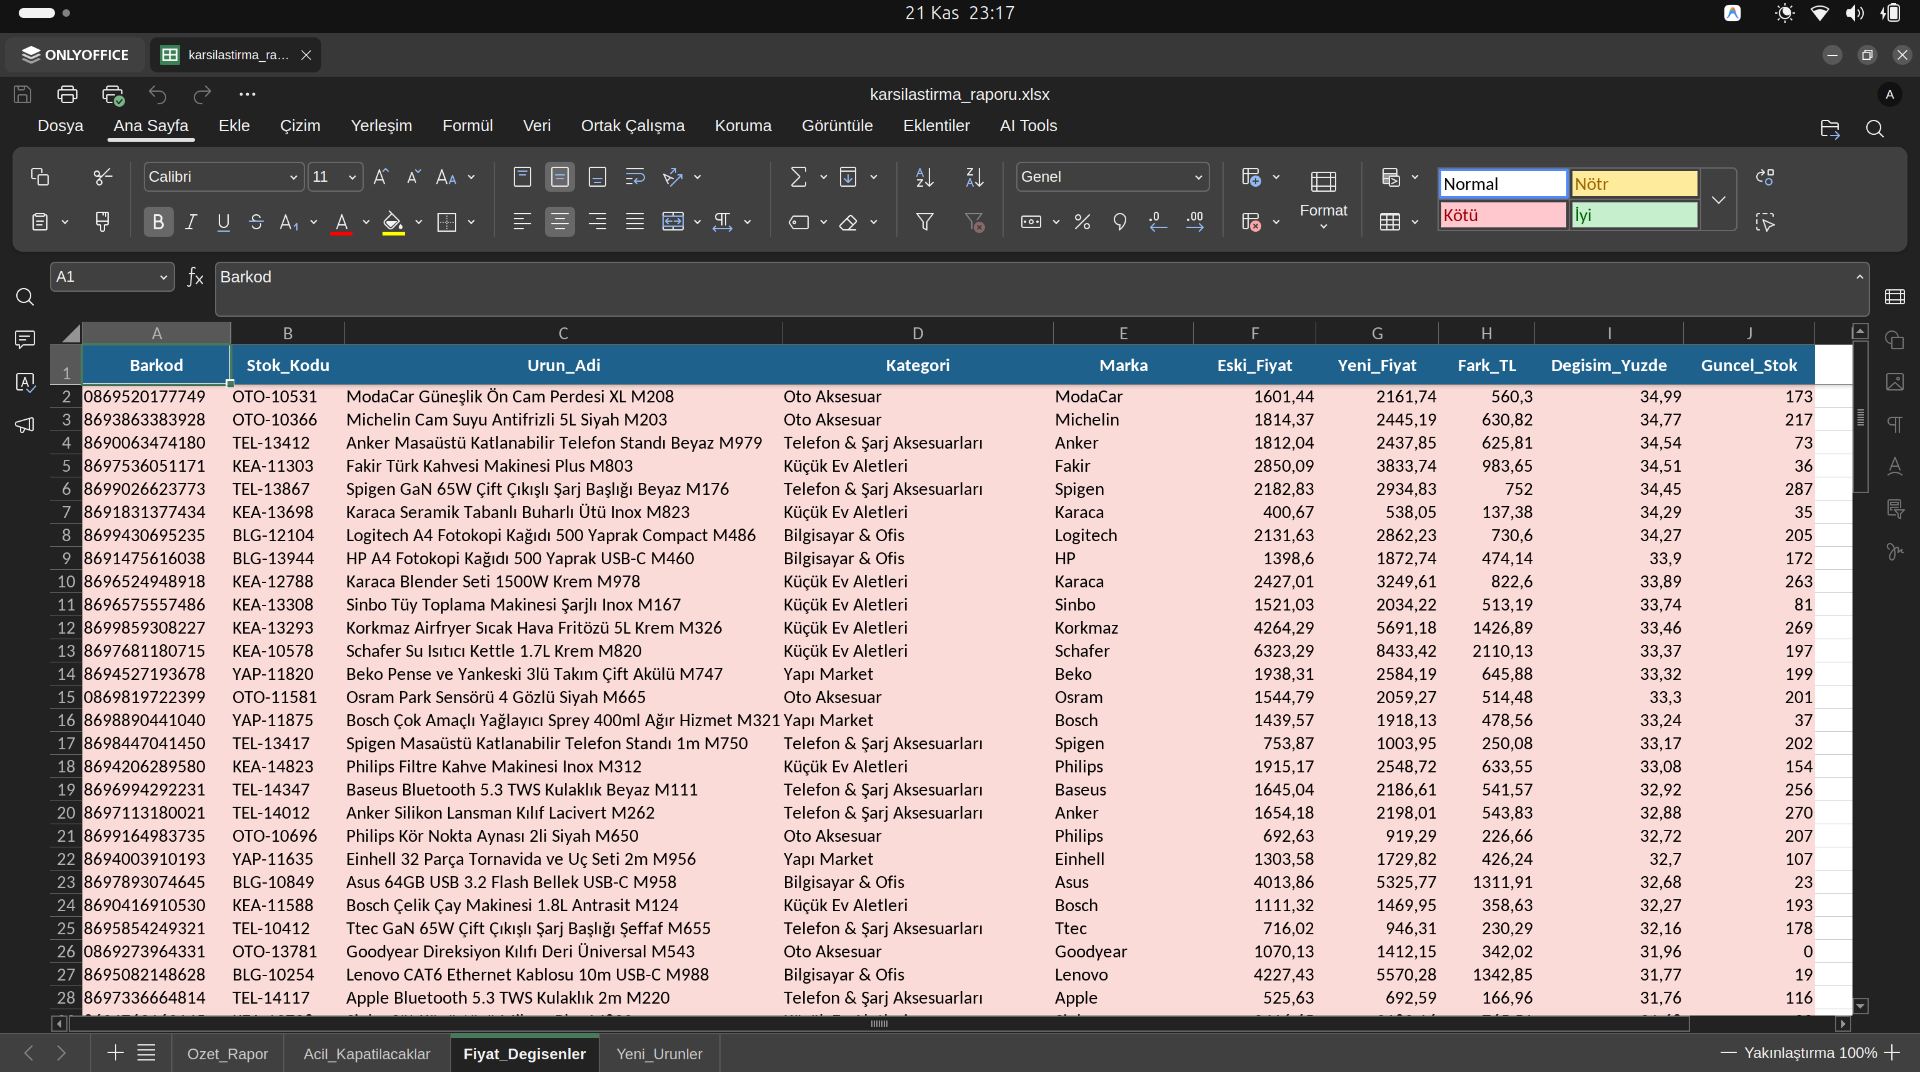 21 Kas 23:17
ONLYOFFICE
karsilastirma_ra...
karsilastirma_raporu.xlsx
A
Dosya Ana Sayfa Ekle Çizim Yerleşim Formül Veri Ortak Çalışma Koruma Görüntüle Eklentiler AI Tools
Calibri 11 Genel Format Normal Nötr
Kötü İyi
A1 fx Barkod
A B C D E F G H I J
1 Barkod Stok_Kodu Urun_Adi Kategori Marka Eski_Fiyat Yeni_Fiyat Fark_TL Degisim_Yuzde Guncel_Stok
2 0869520177749 OTO-10531 ModaCar Güneşlik Ön Cam Perdesi XL M208 Oto Aksesuar ModaCar 1601,44 2161,74 560,3 34,99 173
3 8693863383928 OTO-10366 Michelin Cam Suyu Antifrizli 5L Siyah M203 Oto Aksesuar Michelin 1814,37 2445,19 630,82 34,77 217
4 8690063474180 TEL-13412 Anker Masaüstü Katlanabilir Telefon Standı Beyaz M979 Telefon & Şarj Aksesuarları Anker 1812,04 2437,85 625,81 34,54 73
5 8697536051171 KEA-11303 Fakir Türk Kahvesi Makinesi Plus M803 Küçük Ev Aletleri Fakir 2850,09 3833,74 983,65 34,51 36
6 8699026623773 TEL-13867 Spigen GaN 65W Çift Çıkışlı Şarj Başlığı Beyaz M176 Telefon & Şarj Aksesuarları Spigen 2182,83 2934,83 752 34,45 287
7 8691831377434 KEA-13698 Karaca Seramik Tabanlı Buharlı Ütü Inox M823 Küçük Ev Aletleri Karaca 400,67 538,05 137,38 34,29 35
8 8699430695235 BLG-12104 Logitech A4 Fotokopi Kağıdı 500 Yaprak Compact M486 Bilgisayar & Ofis Logitech 2131,63 2862,23 730,6 34,27 205
9 8691475616038 BLG-13944 HP A4 Fotokopi Kağıdı 500 Yaprak USB-C M460 Bilgisayar & Ofis HP 1398,6 1872,74 474,14 33,9 172
10 8696524948918 KEA-12788 Karaca Blender Seti 1500W Krem M978 Küçük Ev Aletleri Karaca 2427,01 3249,61 822,6 33,89 263
11 8696575557486 KEA-13308 Sinbo Tüy Toplama Makinesi Şarjlı Inox M167 Küçük Ev Aletleri Sinbo 1521,03 2034,22 513,19 33,74 81
12 8699859308227 KEA-13293 Korkmaz Airfryer Sıcak Hava Fritözü 5L Krem M326 Küçük Ev Aletleri Korkmaz 4264,29 5691,18 1426,89 33,46 269
13 8697681180715 KEA-10578 Schafer Su Isıtıcı Kettle 1.7L Krem M820 Küçük Ev Aletleri Schafer 6323,29 8433,42 2110,13 33,37 197
14 8694527193678 YAP-11820 Beko Pense ve Yankeski 3lü Takım Çift Akülü M747 Yapı Market Beko 1938,31 2584,19 645,88 33,32 199
15 0869819722399 OTO-11581 Osram Park Sensörü 4 Gözlü Siyah M665 Oto Aksesuar Osram 1544,79 2059,27 514,48 33,3 201
16 8698890441040 YAP-11875 Bosch Çok Amaçlı Yağlayıcı Sprey 400ml Ağır Hizmet M321 Yapı Market Bosch 1439,57 1918,13 478,56 33,24 37
17 8698447041450 TEL-13417 Spigen Masaüstü Katlanabilir Telefon Standı 1m M750 Telefon & Şarj Aksesuarları Spigen 753,87 1003,95 250,08 33,17 202
18 8694206289580 KEA-14823 Philips Filtre Kahve Makinesi Inox M312 Küçük Ev Aletleri Philips 1915,17 2548,72 633,55 33,08 154
19 8696994292231 TEL-14347 Baseus Bluetooth 5.3 TWS Kulaklık Beyaz M111 Telefon & Şarj Aksesuarları Baseus 1645,04 2186,61 541,57 32,92 256
20 8697113180021 TEL-14012 Anker Silikon Lansman Kılıf Lacivert M262 Telefon & Şarj Aksesuarları Anker 1654,18 2198,01 543,83 32,88 270
21 8699164983735 OTO-10696 Philips Kör Nokta Aynası 2li Siyah M650 Oto Aksesuar Philips 692,63 919,29 226,66 32,72 207
22 8694003910193 YAP-11635 Einhell 32 Parça Tornavida ve Uç Seti 2m M956 Yapı Market Einhell 1303,58 1729,82 426,24 32,7 107
23 8697893074645 BLG-10849 Asus 64GB USB 3.2 Flash Bellek USB-C M958 Bilgisayar & Ofis Asus 4013,86 5325,77 1311,91 32,68 23
24 8690416910530 KEA-11588 Bosch Çelik Çay Makinesi 1.8L Antrasit M124 Küçük Ev Aletleri Bosch 1111,32 1469,95 358,63 32,27 193
25 8695854249321 TEL-10412 Ttec GaN 65W Çift Çıkışlı Şarj Başlığı Şeffaf M655 Telefon & Şarj Aksesuarları Ttec 716,02 946,31 230,29 32,16 178
26 0869273964331 OTO-13781 Goodyear Direksiyon Kılıfı Deri Üniversal M543 Oto Aksesuar Goodyear 1070,13 1412,15 342,02 31,96 0
27 8695082148628 BLG-10254 Lenovo CAT6 Ethernet Kablosu 10m USB-C M988 Bilgisayar & Ofis Lenovo 4227,43 5570,28 1342,85 31,77 19
28 8697336664814 TEL-14117 Apple Bluetooth 5.3 TWS Kulaklık 2m M220 Telefon & Şarj Aksesuarları Apple 525,63 692,59 166,96 31,76 116
Ozet_Rapor Acil_Kapatilacaklar Fiyat_Degisenler Yeni_Urunler Yakınlaştırma 100%